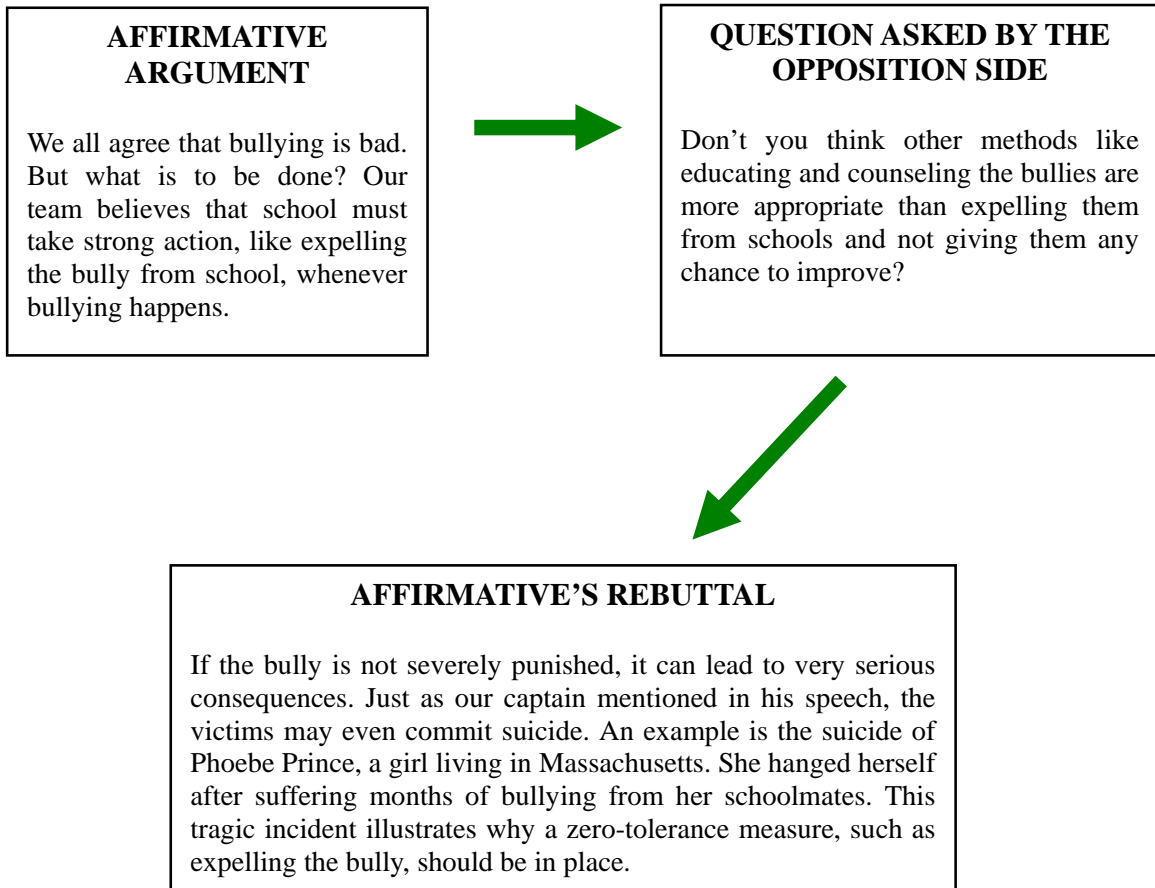 AFFIRMATIVE
ARGUMENT
We all agree that bullying is bad.
But what is to be done? Our
team believes that school must
take strong action, like expelling
the bully from school, whenever
bullying happens.
QUESTION ASKED BY THE
OPPOSITION SIDE
Don’t you think other methods like
educating and counseling the bullies are
more appropriate than expelling them
from schools and not giving them any
chance to improve?
AFFIRMATIVE’S REBUTTAL
If the bully is not severely punished, it can lead to very serious
consequences. Just as our captain mentioned in his speech, the
victims may even commit suicide. An example is the suicide of
Phoebe Prince, a girl living in Massachusetts. She hanged herself
after suffering months of bullying from her schoolmates. This
tragic incident illustrates why a zero-tolerance measure, such as
expelling the bully, should be in place.